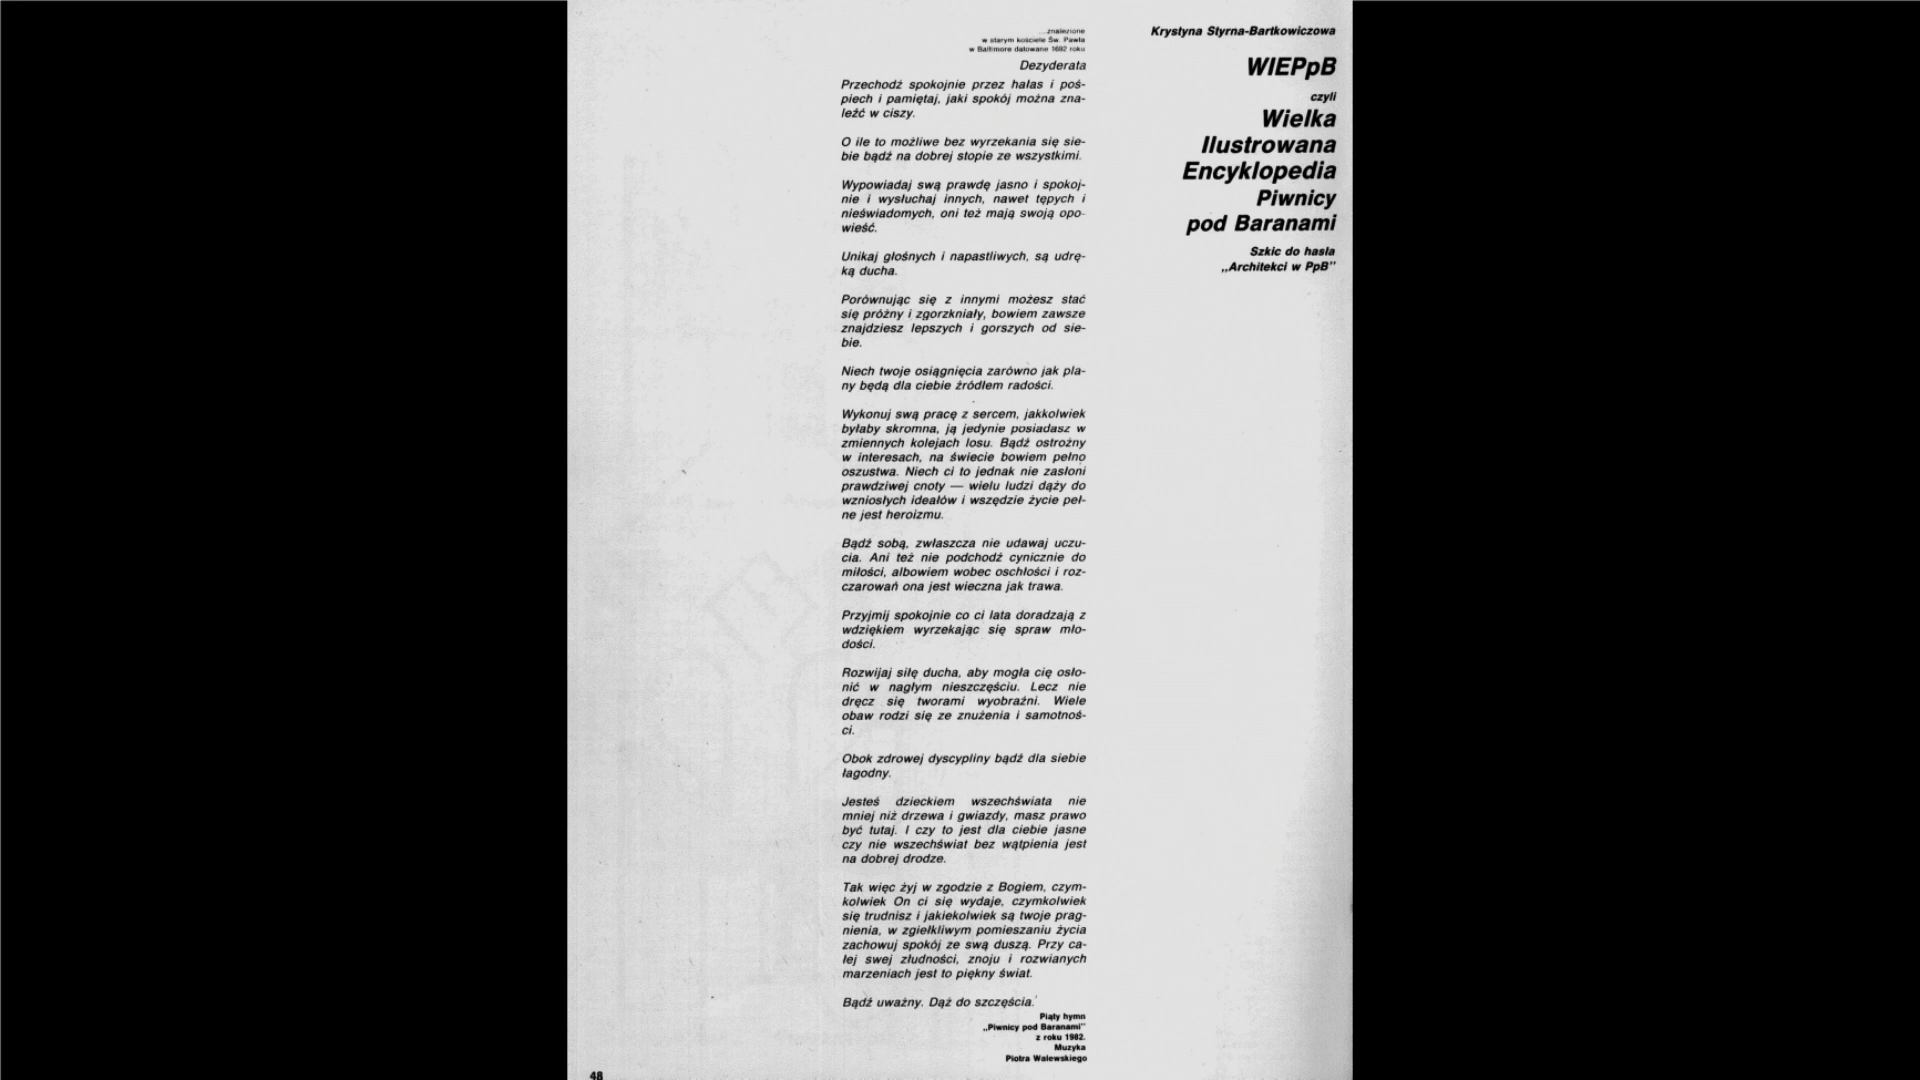 ...znalezione
w starym kościele Św. Pawła
w Baltimore datowane 1692 roku
Dezyderata
Przechodź spokojnie przez hałas i poś-
piech i pamiętaj, jaki spokój można zna-
leźć w ciszy.
O ile to możliwe bez wyrzekania się sie-
bie bądź na dobrej stopie ze wszystkimi.
Wypowiadaj swą prawdę jasno i spokoj-
nie i wysłuchaj innych, nawet tępych i
nieświadomych, oni też mają swoją opo-
wieść.
Unikaj głośnych i napastliwych, są udrę-
ką ducha.
Porównując się z innymi możesz stać
się próżny i zgorzkniały, bowiem zawsze
znajdziesz lepszych i gorszych od sie-
bie.
Niech twoje osiągnięcia zarówno jak pla-
ny będą dla ciebie źródłem radości.
Wykonuj swą pracę z sercem, jakkolwiek
byłaby skromna, ją jedynie posiadasz w
zmiennych kolejach losu. Bądź ostrożny
w interesach, na świecie bowiem pełno
oszustwa. Niech ci to jednak nie zasłoni
prawdziwej cnoty — wielu ludzi dąży do
wzniosłych ideałów i wszędzie życie peł-
ne jest heroizmu.
Bądź sobą, zwłaszcza nie udawaj uczu-
cia. Ani też nie podchodź cynicznie do
miłości, albowiem wobec oschłości i roz-
czarowań ona jest wieczna jak trawa.
Przyjmij spokojnie co ci lata doradzają z
wdziękiem wyrzekając się spraw mło-
dości.
Rozwijaj siłę ducha, aby mogła cię osło-
nić w nagłym nieszczęściu. Lecz nie
dręcz się tworami wyobraźni. Wiele
obaw rodzi się ze znużenia i samotnoś-
ci.
Obok zdrowej dyscypliny bądź dla siebie
łagodny.
Jesteś dzieckiem wszechświata nie
mniej niż drzewa i gwiazdy, masz prawo
być tutaj. I czy to jest dla ciebie jasne
czy nie wszechświat bez wątpienia jest
na dobrej drodze.
Tak więc żyj w zgodzie z Bogiem, czym-
kolwiek On ci się wydaje, czymkolwiek
się trudnisz i jakiekolwiek są twoje prag-
nienia, w zgiełkliwym pomieszaniu życia
zachowuj spokój ze swą duszą. Przy ca-
łej swej złudności, znoju i rozwianych
marzeniach jest to piękny świat.
Bądź uważny. Dąż do szczęścia.
Piąty hymn
„Piwnicy pod Baranami"
z roku 1982.
Muzyka
Piotra Walewskiego
48
Krystyna Styrna-Bartkowiczowa
WIEPpB
czyli
Wielka
Ilustrowana
Encyklopedia
Piwnicy
pod Baranami
Szkic do hasła
„Architekci w PpB"